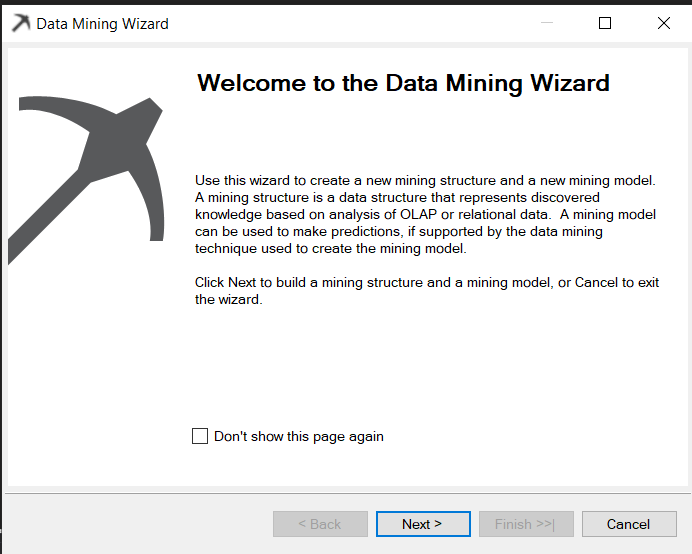 Data Mining Wizard
Welcome to the Data Mining Wizard
Use this wizard to create a new mining structure and a new mining model.
A mining structure is a data structure that represents discovered
knowledge based on analysis of OLAP or relational data.  A mining model
can be used to make predictions, if supported by the data mining
technique used to create the mining model.
Click Next to build a mining structure and a mining model, or Cancel to exit
the wizard.
Don't show this page again
< Back
Next >
Finish >>|
Cancel